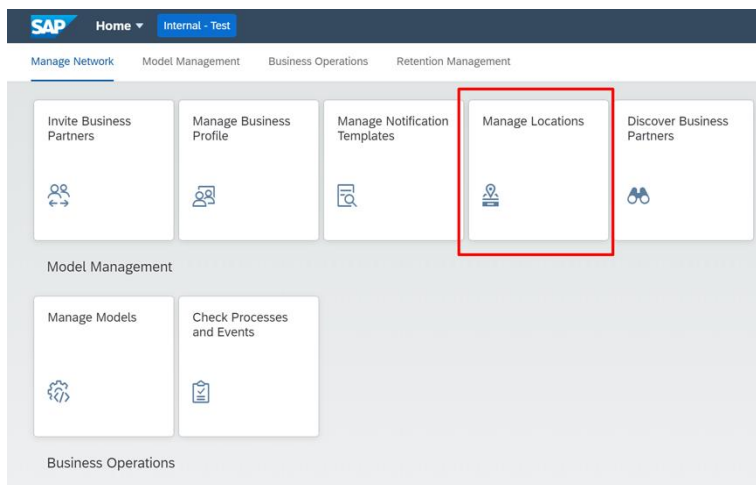 SAP Home Internal - Test
Manage Network Model Management Business Operations Retention Management
Invite Business
Partners
Manage Business
Profile
Manage Notification
Templates
Manage Locations
Discover Business
Partners
Model Management
Manage Models
Check Processes
and Events
Business Operations